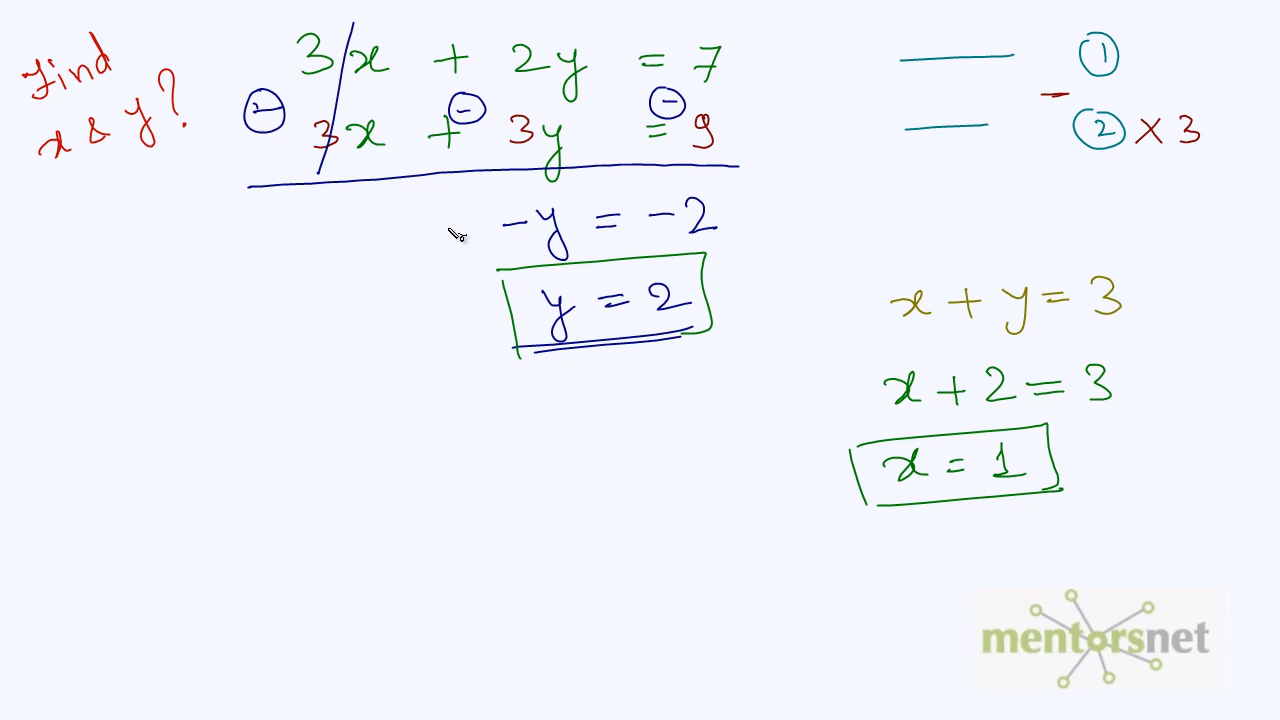 Find
x & y?
3x + 2y = 7 ——— ①
⊖ 3x + ⊖ 3y = ⊖ 9 — ——— ② × 3
-y = -2
y = 2
x + y = 3
x + 2 = 3
x = 1
mentorsnet